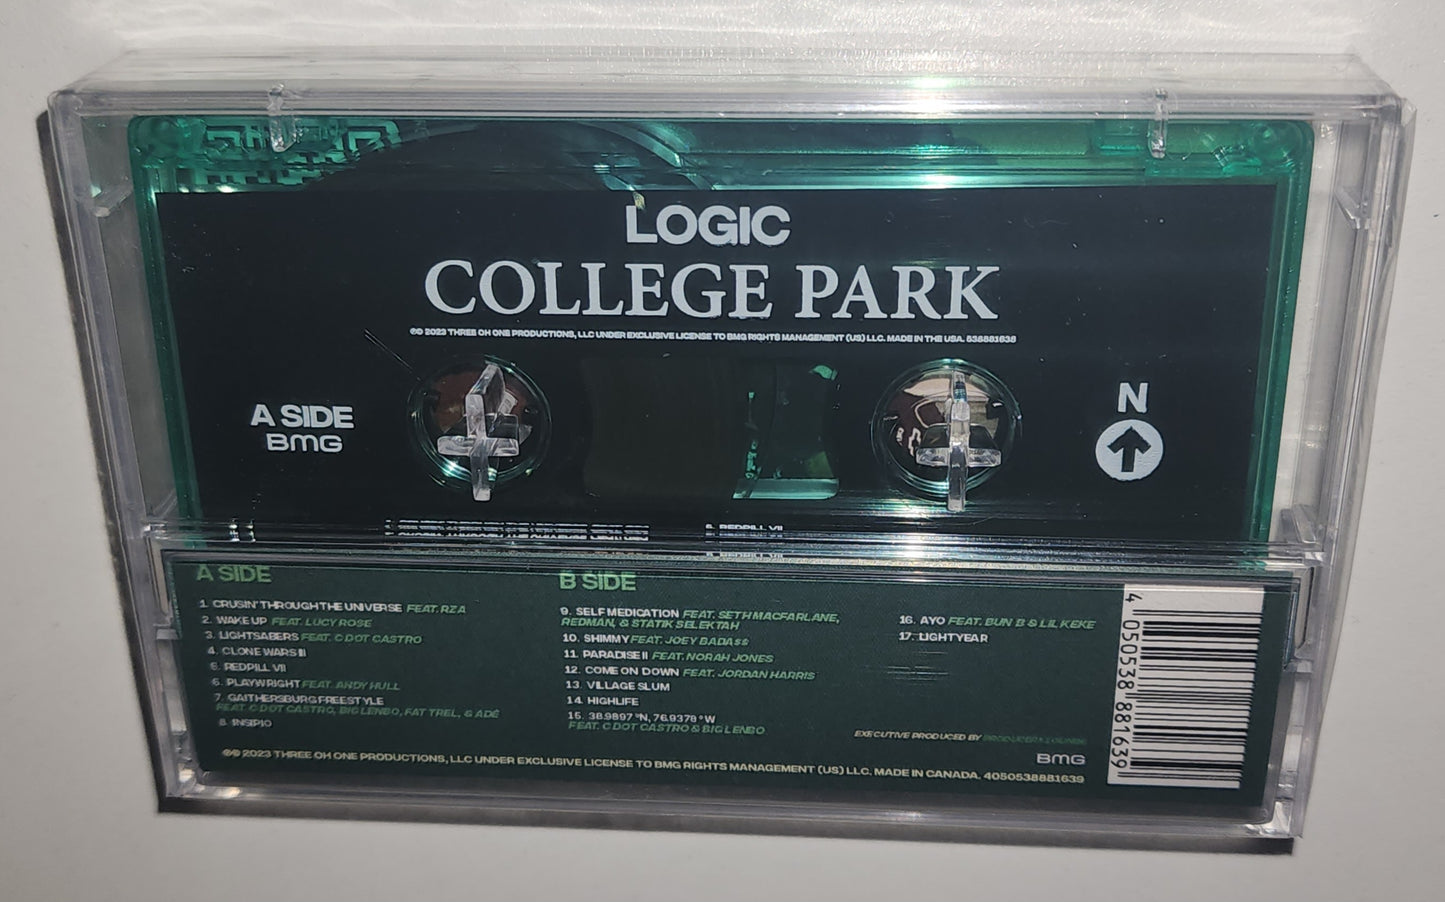 LOGIC
COLLEGE PARK
℗© 2023 THREE OH ONE PRODUCTIONS, LLC UNDER EXCLUSIVE LICENSE TO BMG RIGHTS MANAGEMENT (US) LLC. MADE IN THE USA. 538881638
A SIDE
BMG
N
5. REDPILL VII
A SIDE
1. CRUSIN' THROUGH THE UNIVERSE FEAT. RZA
2. WAKE UP FEAT. LUCY ROSE
3. LIGHTSABERS FEAT. C DOT CASTRO
4. CLONE WARS III
5. REDPILL VII
6. PLAYWRIGHT FEAT. ANDY HULL
7. GAITHERSBURG FREESTYLE
FEAT. C DOT CASTRO, BIG LENBO, FAT TREL, & ADÉ
8. INSIPIO
B SIDE
9. SELF MEDICATION FEAT. SETH MACFARLANE,
REDMAN, & STATIK SELEKTAH
10. SHIMMY FEAT. JOEY BADA$$
11. PARADISE II FEAT. NORAH JONES
12. COME ON DOWN FEAT. JORDAN HARRIS
13. VILLAGE SLUM
14. HIGHLIFE
15. 38.9897 °N, 76.9378 °W
FEAT. C DOT CASTRO & BIG LENBO
16. AYO FEAT. BUN B & LIL KEKE
17. LIGHTYEAR
EXECUTIVE PRODUCED BY
BMG
℗© 2023 THREE OH ONE PRODUCTIONS, LLC UNDER EXCLUSIVE LICENSE TO BMG RIGHTS MANAGEMENT (US) LLC. MADE IN CANADA. 4050538881639
4 050538 881639